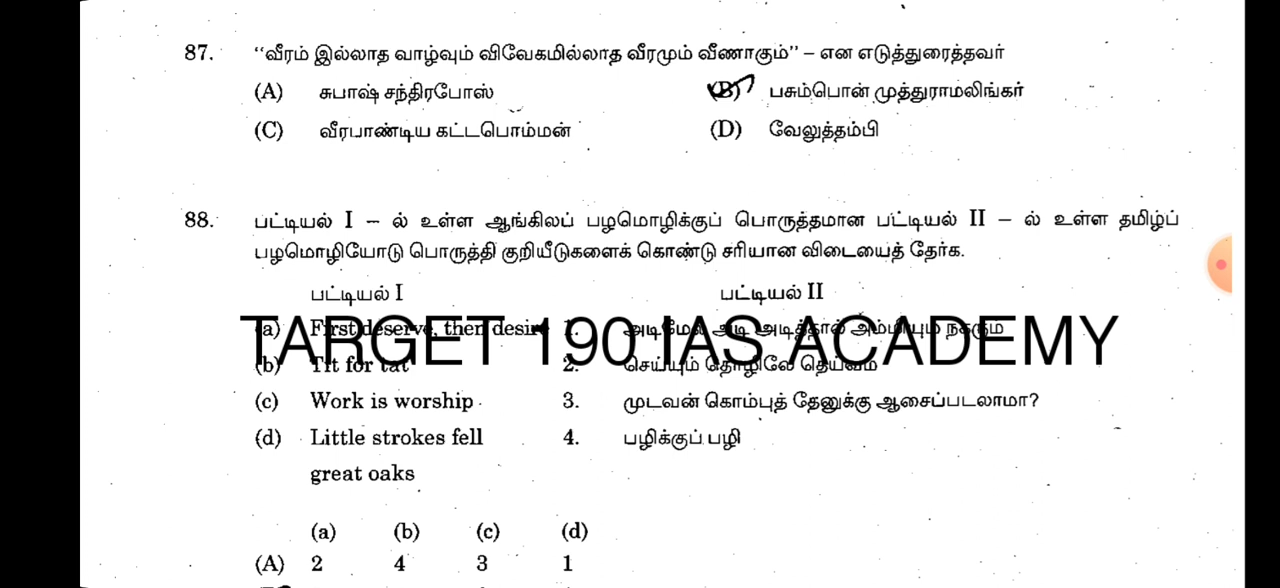 87. “வீரம் இல்லாத வாழ்வும் விவேகமில்லாத வீரமும் வீணாகும்” – என எடுத்துரைத்தவர்
(A) சுபாஷ் சந்திரபோஸ் (B) பசும்பொன் முத்துராமலிங்கர்
(C) வீரபாண்டிய கட்டபொம்மன் (D) வேலுத்தம்பி
88. பட்டியல் I – ல் உள்ள ஆங்கிலப் பழமொழிக்குப் பொருத்தமான பட்டியல் II – ல் உள்ள தமிழ்ப்
பழமொழியோடு பொருத்தி குறியீடுகளைக் கொண்டு சரியான விடையைத் தேர்க.
பட்டியல் I பட்டியல் II
(a) First deserve, then desire 1. அடிமேல் அடி அடித்தால் அம்மியும் நகரும்
TARGET 190 IAS ACADEMY
(b) Tit for tat 2. செய்யும் தொழிலே தெய்வம்
(c) Work is worship 3. முடவன் கொம்புத் தேனுக்கு ஆசைப்படலாமா?
(d) Little strokes fell 4. பழிக்குப் பழி
great oaks
(a) (b) (c) (d)
(A) 2 4 3 1